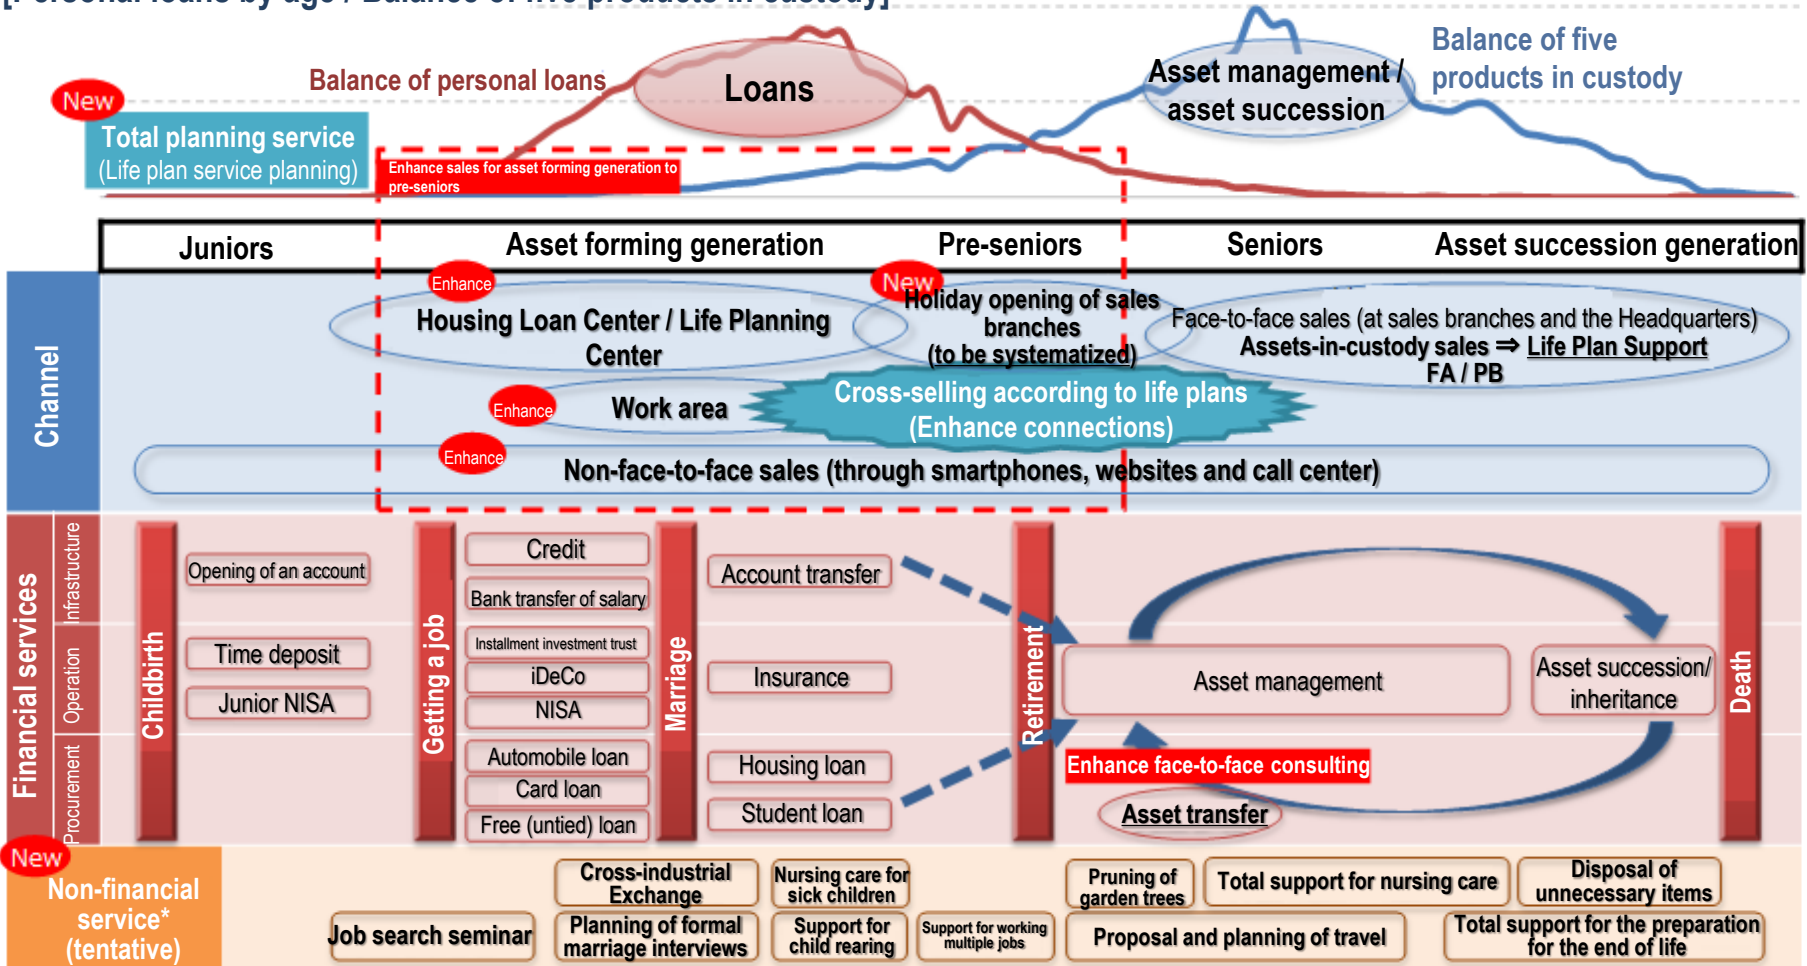 [Personal loans by age / Balance of five products in custody]
Balance of personal loans
Loans
Asset management /
asset succession
Balance of five
products in custody
New
Total planning service
(Life plan service planning)
Enhance sales for asset forming generation to
pre-seniors
Juniors
Asset forming generation
Pre-seniors
Seniors
Asset succession generation
Channel
Enhance
Housing Loan Center / Life Planning
Center
New
Holiday opening of sales
branches
(to be systematized)
Face-to-face sales (at sales branches and the Headquarters)
Assets-in-custody sales ⇒ Life Plan Support
FA / PB
Enhance
Work area
Cross-selling according to life plans
(Enhance connections)
Enhance
Non-face-to-face sales (through smartphones, websites and call center)
Financial services
Infrastructure
Operation
Procurement
Childbirth
Opening of an account
Time deposit
Junior NISA
Getting a job
Credit
Bank transfer of salary
Installment investment trust
iDeCo
NISA
Automobile loan
Card loan
Free (untied) loan
Marriage
Account transfer
Insurance
Housing loan
Student loan
Retirement
Asset management
Asset succession/
inheritance
Enhance face-to-face consulting
Asset transfer
Death
New
Non-financial
service*
(tentative)
Job search seminar
Cross-industrial
Exchange
Planning of formal
marriage interviews
Nursing care for
sick children
Support for
child rearing
Support for working
multiple jobs
Pruning of
garden trees
Total support for nursing care
Disposal of
unnecessary items
Proposal and planning of travel
Total support for the preparation
for the end of life